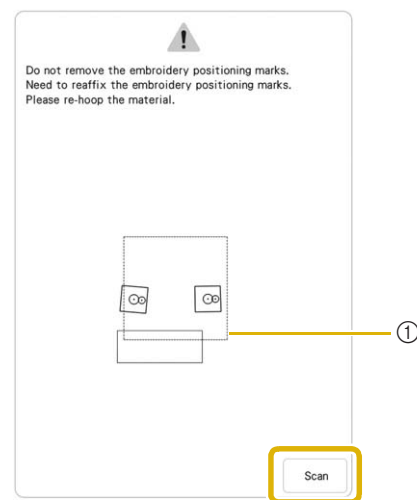 Do not remove the embroidery positioning marks.
Need to reaffix the embroidery positioning marks.
Please re-hoop the material.
①
Scan